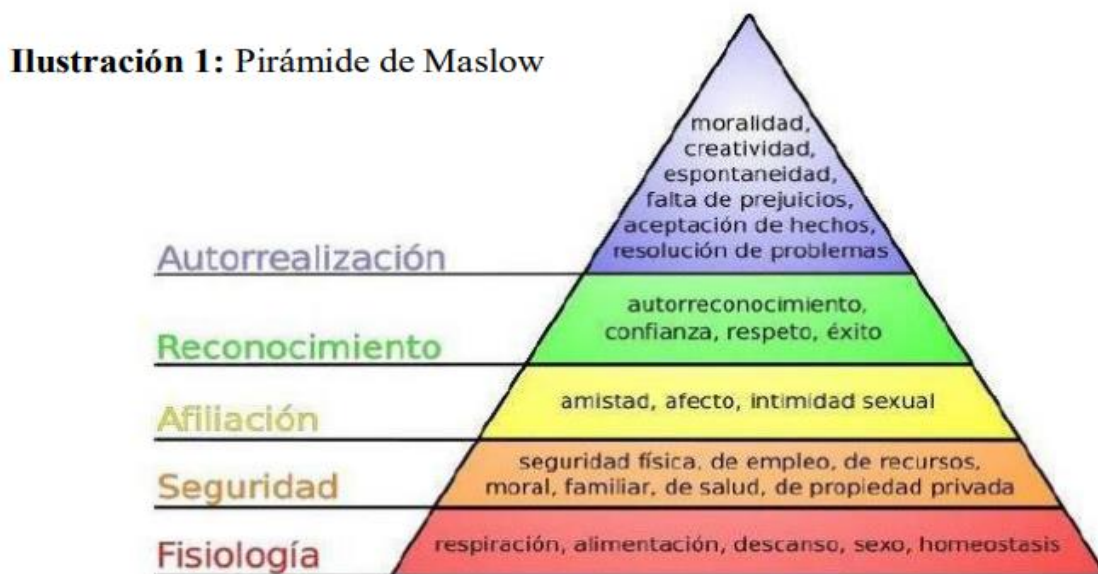 Ilustración 1: Pirámide de Maslow
moralidad,
creatividad,
espontaneidad,
falta de prejuicios,
aceptación de hechos,
resolución de problemas
Autorrealización
autorreconocimiento,
confianza, respeto, éxito
Reconocimiento
amistad, afecto, intimidad sexual
Afiliación
seguridad física, de empleo, de recursos,
moral, familiar, de salud, de propiedad privada
Seguridad
respiración, alimentación, descanso, sexo, homeostasis
Fisiología